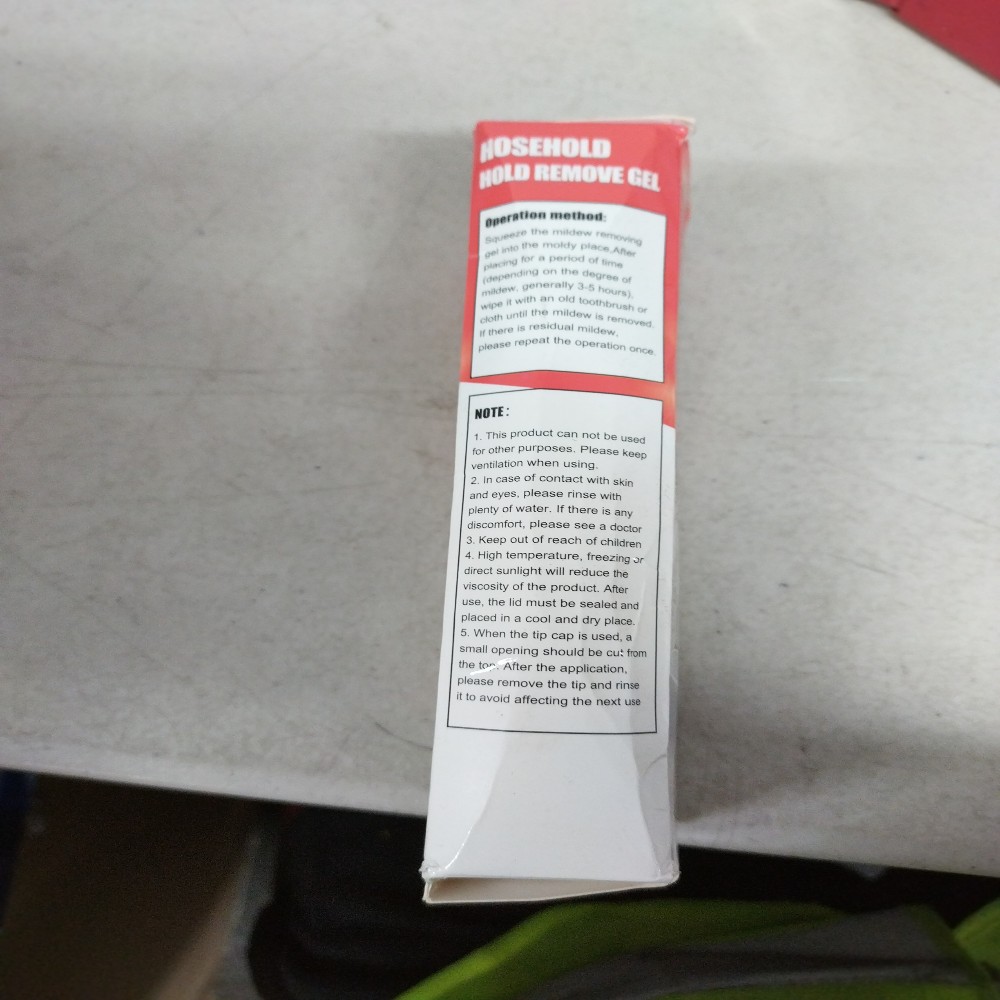 HOSEHOLD
HOLD REMOVE GEL
Operation method:
Squeeze the mildew removing
gel into the moldy place,After
placing for a period of time
(depending on the degree of
mildew, generally 3-5 hours),
wipe it with an old toothbrush or
cloth until the mildew is removed.
If there is residual mildew,
please repeat the operation once.
NOTE:
1. This product can not be used
for other purposes. Please keep
ventilation when using.
2. In case of contact with skin
and eyes, please rinse with
plenty of water. If there is any
discomfort, please see a doctor
3. Keep out of reach of children
4. High temperature, freezing or
direct sunlight will reduce the
viscosity of the product. After
use, the lid must be sealed and
placed in a cool and dry place.
5. When the tip cap is used, a
small opening should be cut from
the top. After the application,
please remove the tip and rinse
it to avoid affecting the next use